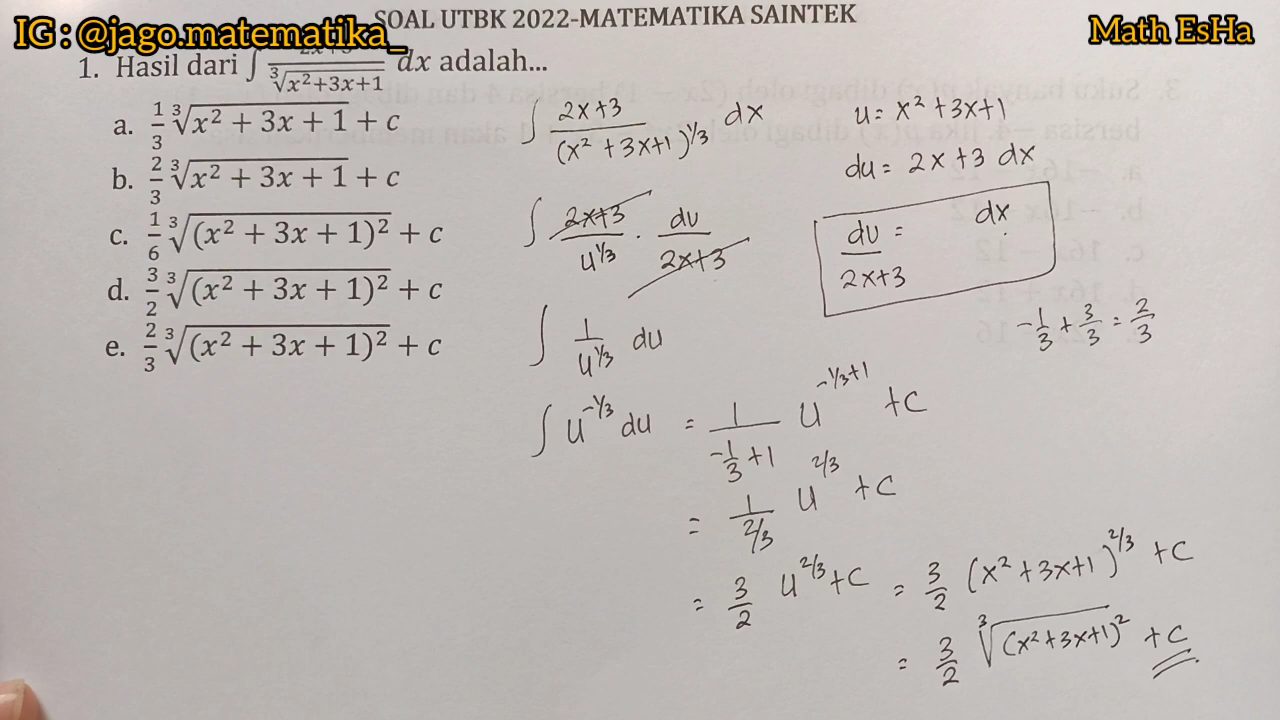 SOAL UTBK 2022-MATEMATIKA SAINTEK
IG : @jago.matematika_
Math EsHa
1. Hasil dari ∫ 2x+3/∛(x²+3x+1) dx adalah...
a. 1/3 ∛(x² + 3x + 1) + c
b. 2/3 ∛(x² + 3x + 1) + c
c. 1/6 ∛((x² + 3x + 1)²) + c
d. 3/2 ∛((x² + 3x + 1)²) + c
e. 2/3 ∛((x² + 3x + 1)²) + c
∫ 2x+3/(x² +3x+1)^(1/3) dx
∫ 2x+3/u^(1/3) . du/2x+3
∫ 1/u^(1/3) du
∫ u^(-1/3) du = 1/(-1/3 +1) u^(-1/3+1) + C
= 1/(2/3) u^(2/3) + C
= 3/2 u^(2/3) + C = 3/2 (x² +3x+1)^(2/3) + C
= 3/2 ∛((x²+3x+1)²) + C
u = x² +3x+1
du = 2x +3 dx
du/2x+3 = dx
-1/3 + 3/3 = 2/3